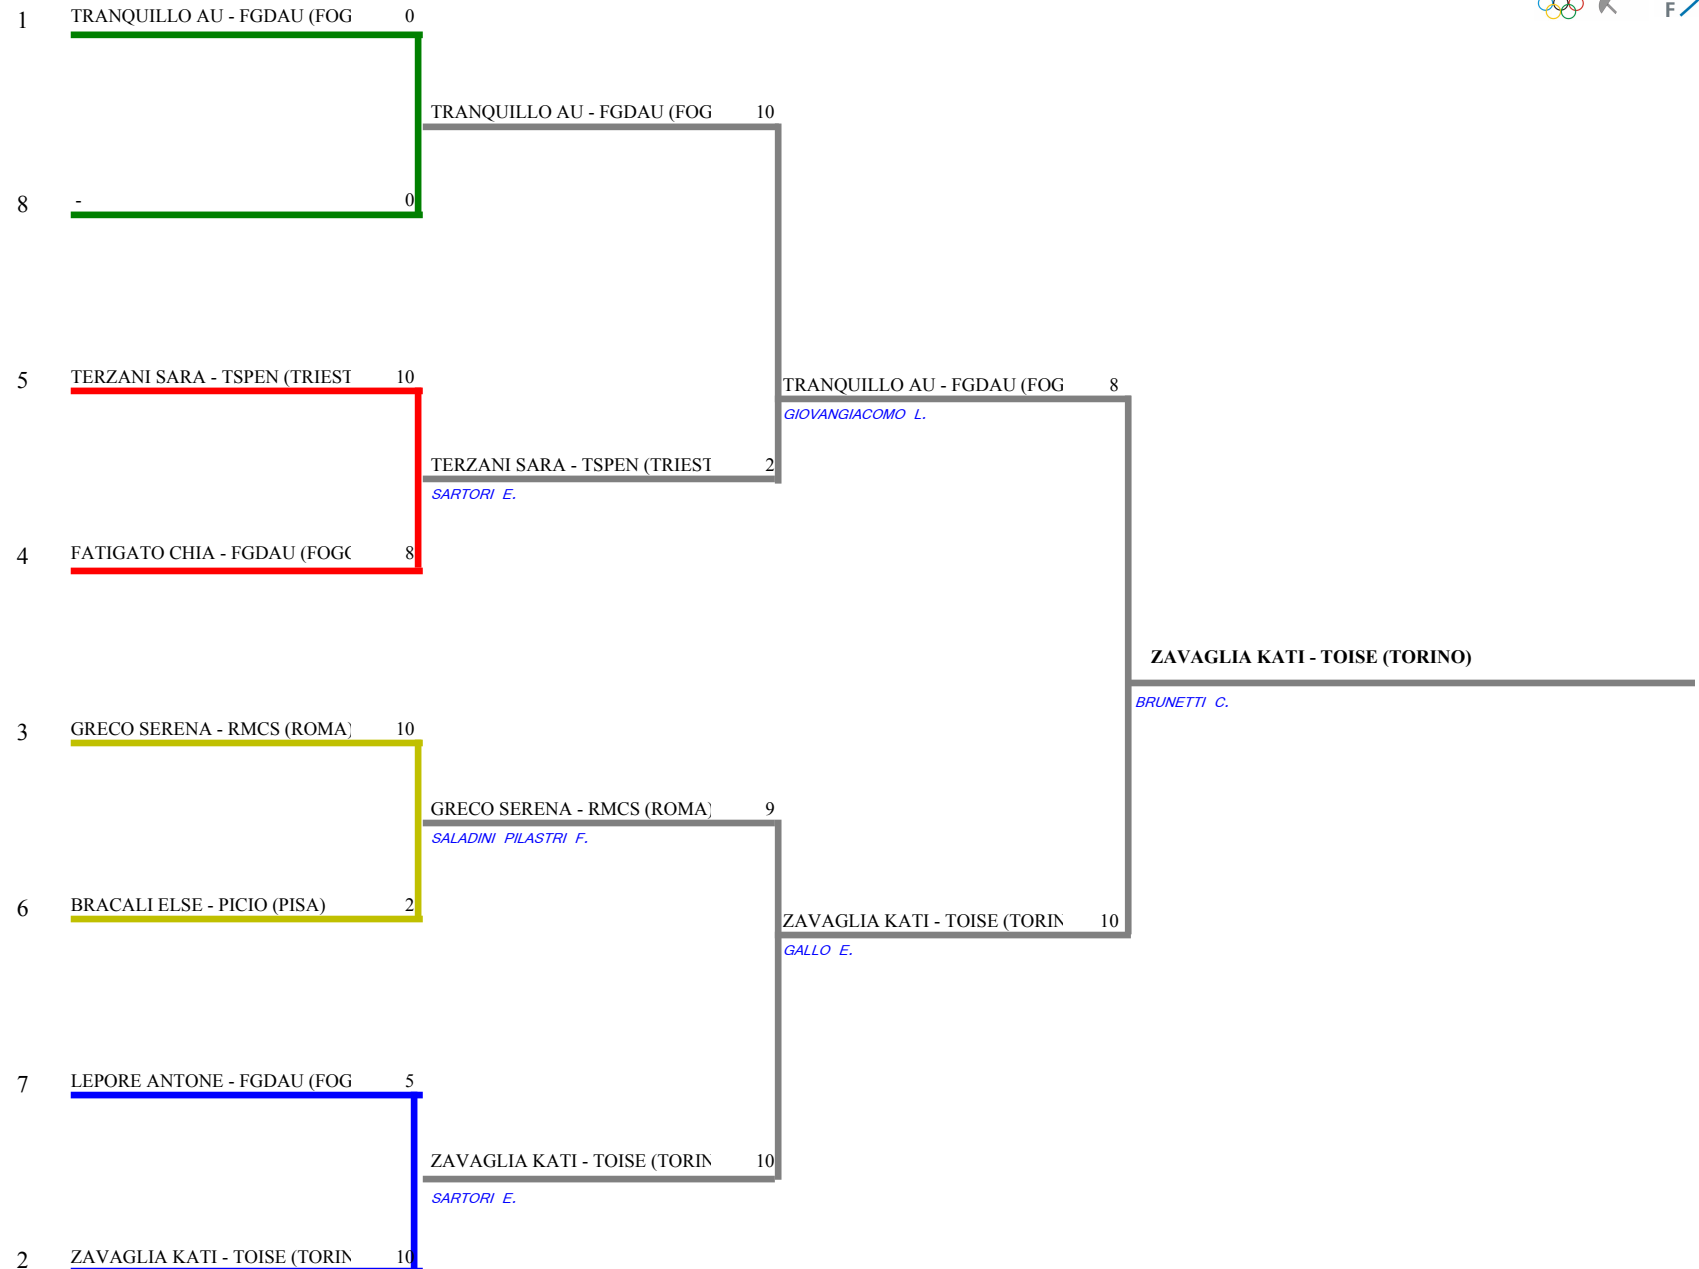 1 TRANQUILLO AU - FGDAU (FOG 0
TRANQUILLO AU - FGDAU (FOG 10
8 - 0
5 TERZANI SARA - TSPEN (TRIEST 10
TRANQUILLO AU - FGDAU (FOG 8
GIOVANGIACOMO L.
TERZANI SARA - TSPEN (TRIEST 2
SARTORI E.
4 FATIGATO CHIA - FGDAU (FOGG 8
ZAVAGLIA KATI - TOISE (TORINO)
BRUNETTI C.
3 GRECO SERENA - RMCS (ROMA) 10
GRECO SERENA - RMCS (ROMA) 9
SALADINI PILASTRI F.
6 BRACALI ELSE - PICIO (PISA) 2
ZAVAGLIA KATI - TOISE (TORIN 10
GALLO E.
7 LEPORE ANTONE - FGDAU (FOG 5
ZAVAGLIA KATI - TOISE (TORIN 10
SARTORI E.
2 ZAVAGLIA KATI - TOISE (TORIN 10
F